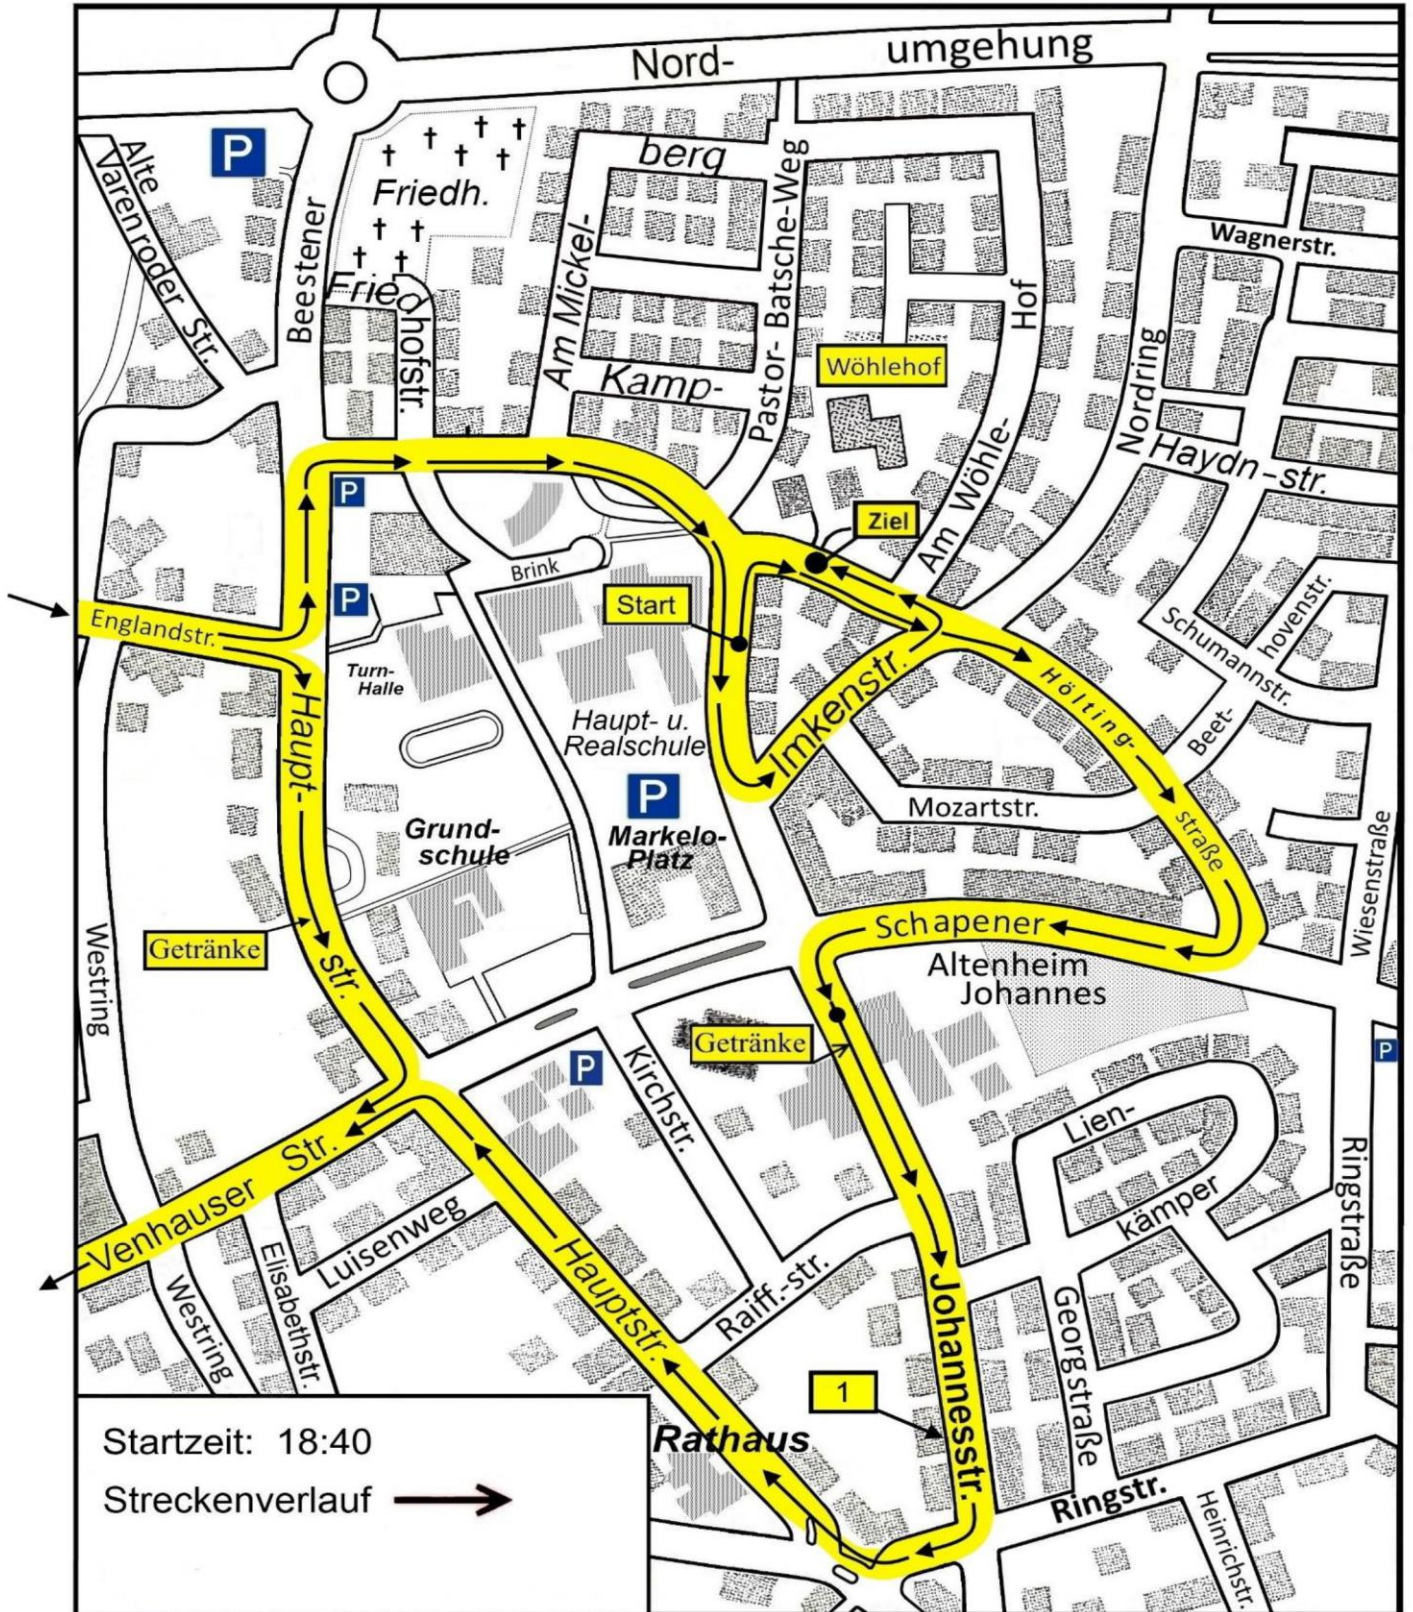 Nord-
umgehung
P
Alte
Varenroder Str.
Beestener
Friedh.
Friedhofstr.
Am Mickel-
berg
Kamp-
Pastor- Batsche-Weg
Hof
Am Wöhle-
Wöhlehof
Nordring
Wagnerstr.
Haydn-str.
P
P
Ziel
Brink
Start
Englandstr.
Turn-
Halle
Haupt-
str.
Haupt- u.
Realschule
P
Markelo-
Platz
Grund-
schule
Imkenstr.
Hölting-
straße
Schumannstr.
Beet-
hovenstr.
Mozartstr.
Wiesenstraße
Getränke
Westring
Schapener
Altenheim
Johannes
Getränke
P
P
Kirchstr.
Lien-
kämper
Ringstraße
Venhauser Str.
Luisenweg
Elisabethstr.
Westring
Hauptstr.
Raiff.-str.
Johannesstr.
Georgstraße
1
Rathaus
Ringstr.
Heinrichstr.
Startzeit: 18:40
Streckenverlauf